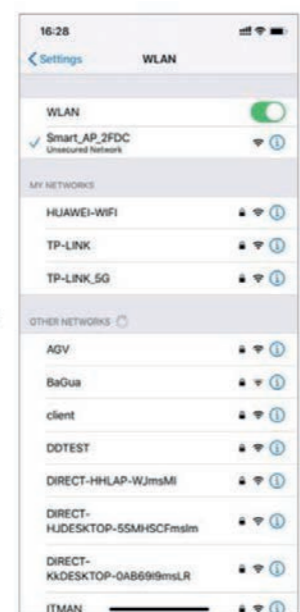 16:28
Settings WLAN
WLAN
Smart_AP_2FDC
Unsecured Network
MY NETWORKS
HUAWEI-WIFI
TP-LINK
TP-LINK_5G
OTHER NETWORKS
AGV
BaGua
client
DDTEST
DIRECT-HHLAP-WJmsMI
DIRECT-
HJDESKTOP-5SMHSCFmsIm
DIRECT-
KkDESKTOP-0AB69I9msLR
ITMAN